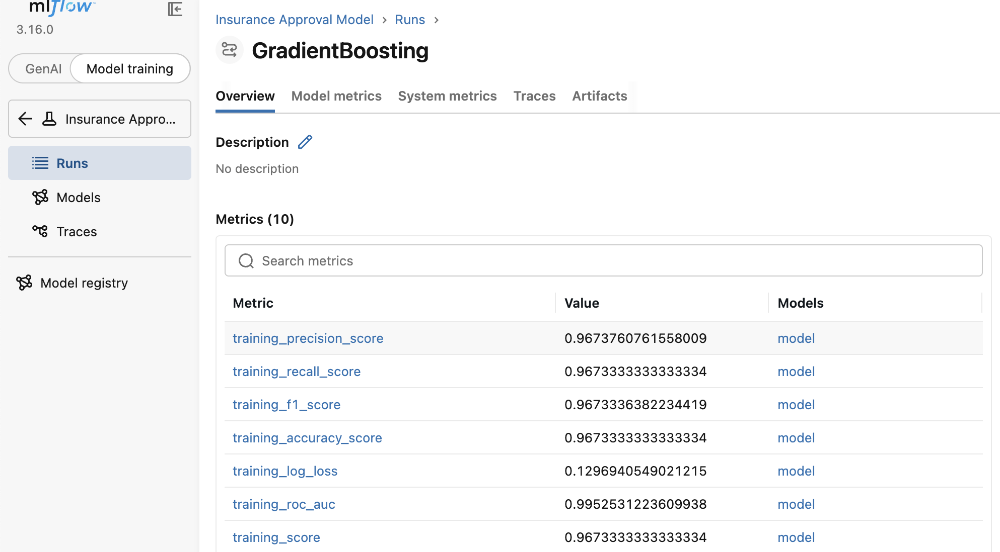 mlflow™
3.16.0
GenAI
Model training
Insurance Appro...
Runs
Models
Traces
Model registry
Insurance Approval Model > Runs >
GradientBoosting
Overview Model metrics System metrics Traces Artifacts
Description
No description
Metrics (10)
Search metrics
Metric Value Models
training_precision_score 0.9673760761558009 model
training_recall_score 0.9673333333333334 model
training_f1_score 0.9673336382234419 model
training_accuracy_score 0.9673333333333334 model
training_log_loss 0.1296940549021215 model
training_roc_auc 0.9952531223609938 model
training_score 0.9673333333333334 model